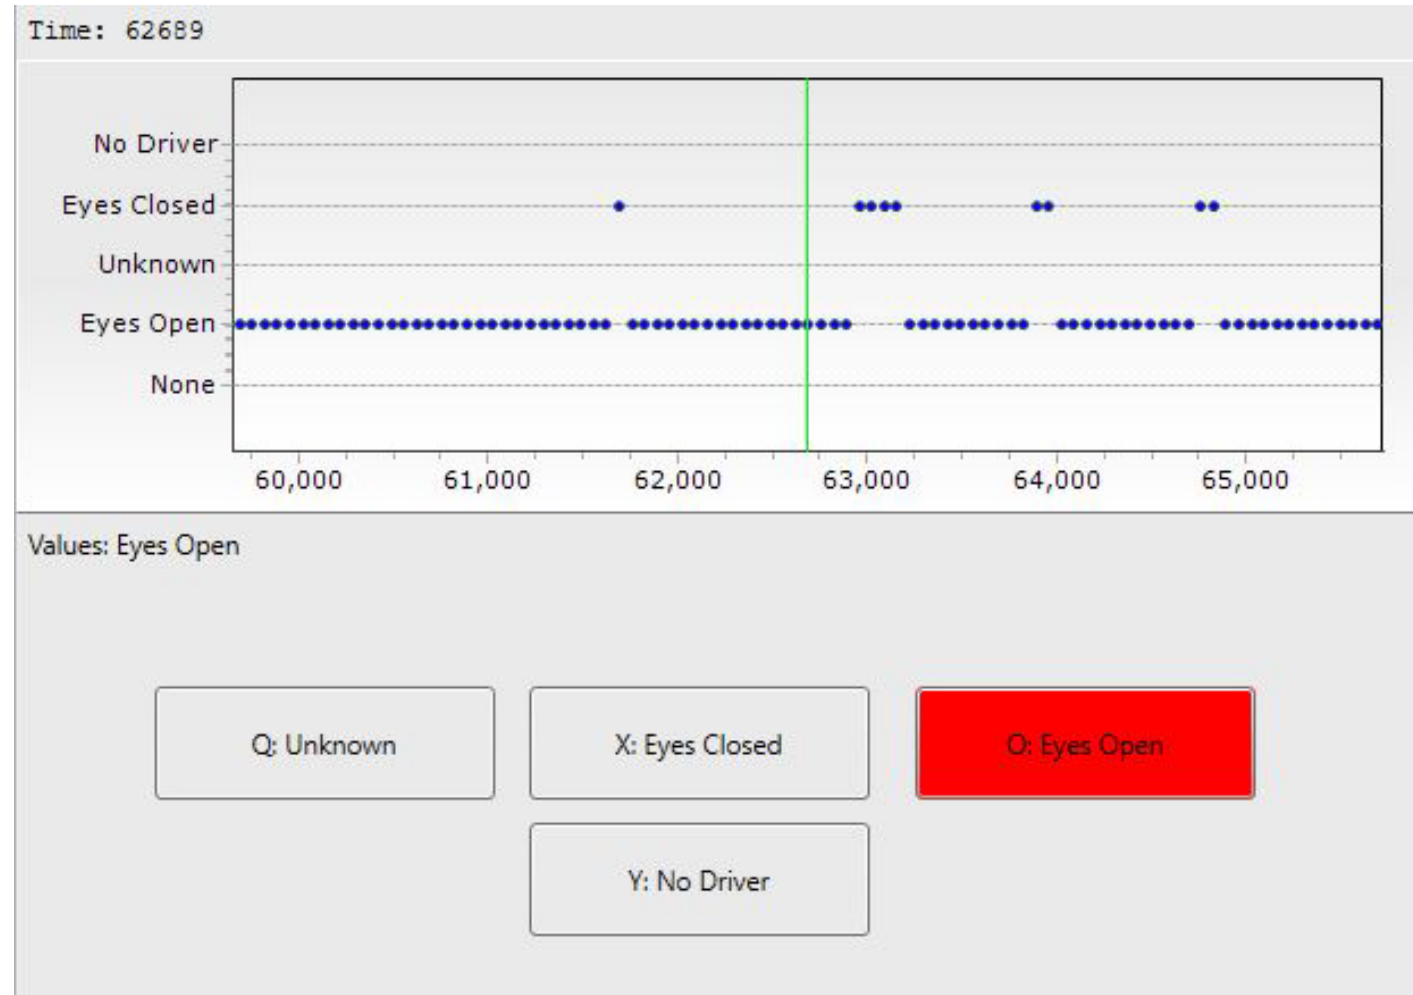 Time: 62689
No Driver
Eyes Closed
Unknown
Eyes Open
None
60,000 61,000 62,000 63,000 64,000 65,000
Values: Eyes Open
Q: Unknown X: Eyes Closed O: Eyes Open
Y: No Driver